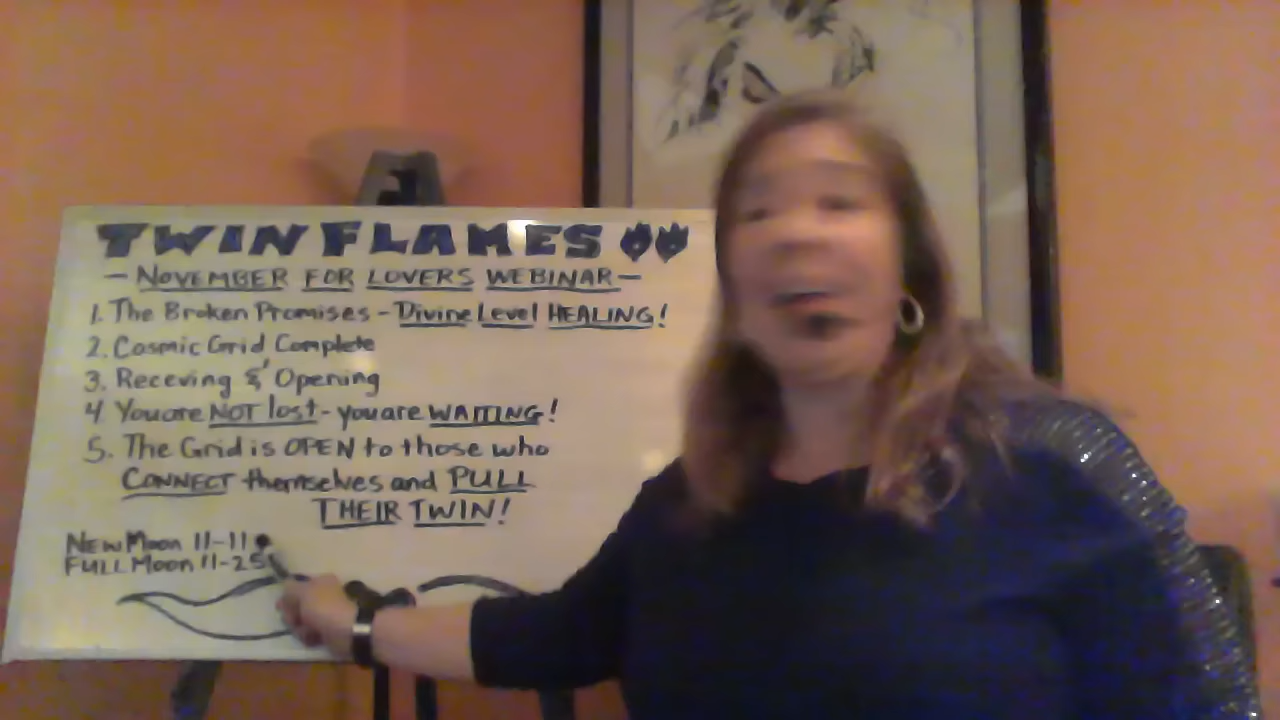 TWIN FLAMES
- NOVEMBER FOR LOVERS WEBINAR -
1. The Broken Promises - Divine Level HEALING!
2. Cosmic Grid Complete
3. Receving & Opening
4 You are NOT lost - you are WAITING!
5. The Grid is OPEN to those who
CONNECT themselves and PULL
THEIR TWIN!
NEW Moon 11-11
FULL Moon 11-25